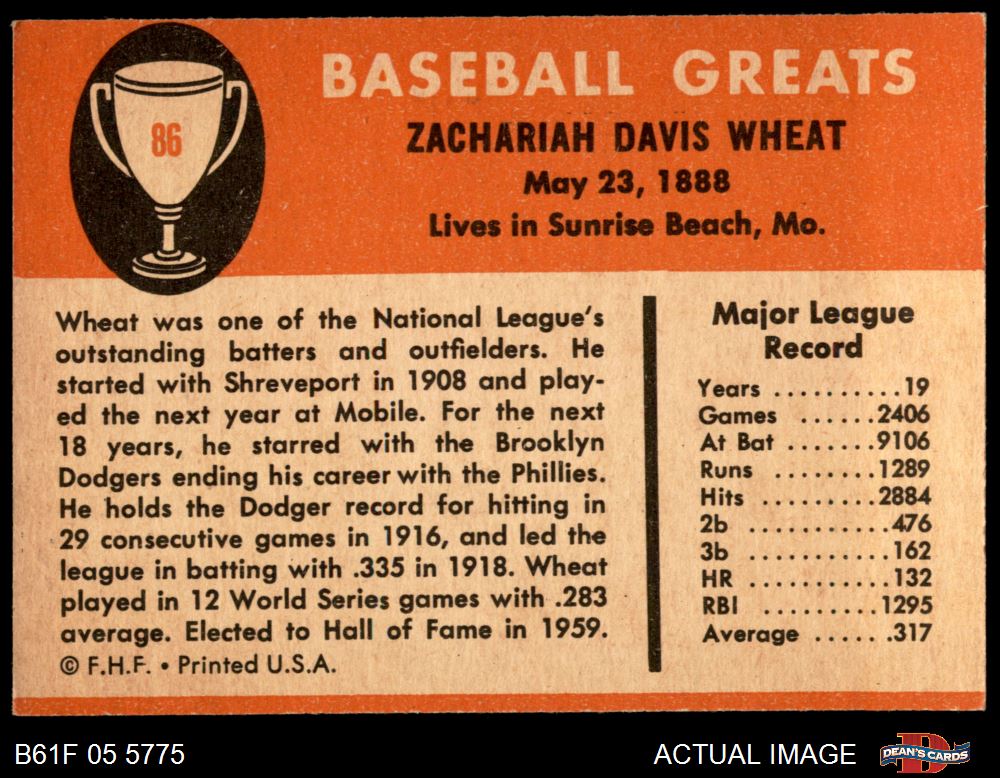 86
BASEBALL GREATS
ZACHARIAH DAVIS WHEAT
May 23, 1888
Lives in Sunrise Beach, Mo.
Wheat was one of the National League's
outstanding batters and outfielders. He
started with Shreveport in 1908 and play-
ed the next year at Mobile. For the next
18 years, he starred with the Brooklyn
Dodgers ending his career with the Phillies.
He holds the Dodger record for hitting in
29 consecutive games in 1916, and led the
league in batting with .335 in 1918. Wheat
played in 12 World Series games with .283
average. Elected to Hall of Fame in 1959.
© F.H.F. • Printed U.S.A.
Major League
Record
Years ..........19
Games .......2406
At Bat .......9106
Runs ........1289
Hits .........2884
2b ...........476
3b ...........162
HR ...........132
RBI .........1295
Average .......317
B61F 05 5775
ACTUAL IMAGE
D
DEAN'S CARDS